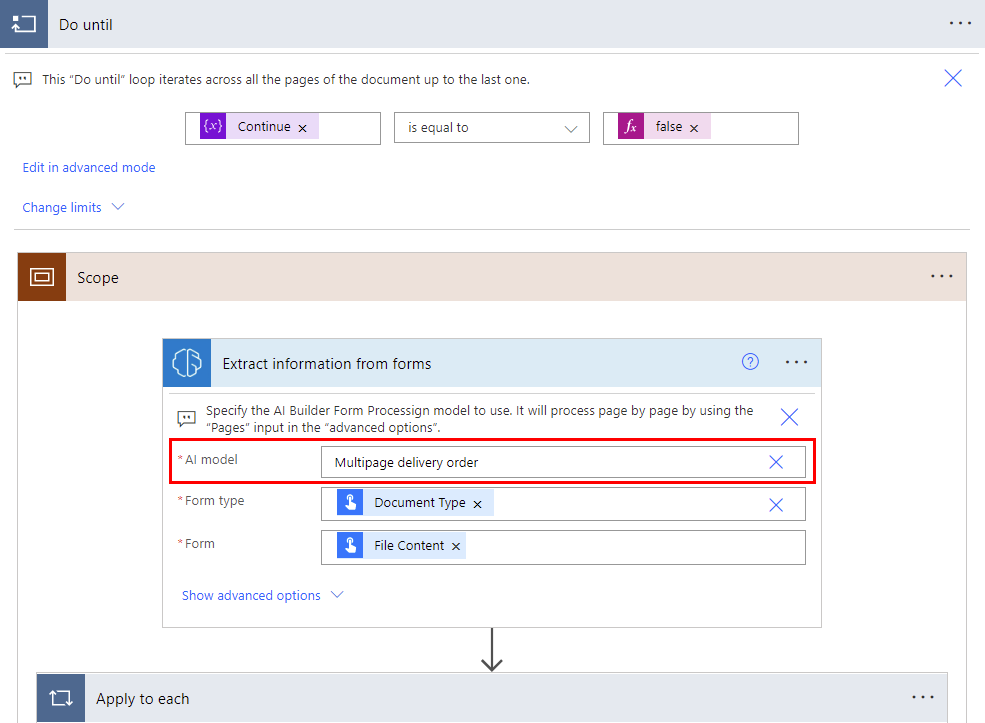 Do until
This “Do until” loop iterates across all the pages of the document up to the last one.
{x} Continue
is equal to
fx false
Edit in advanced mode
Change limits
Scope
Extract information from forms
Specify the AI Builder Form Processign model to use. It will process page by page by using the
“Pages” input in the “advanced options”.
*AI model
Multipage delivery order
*Form type
Document Type
*Form
File Content
Show advanced options
Apply to each